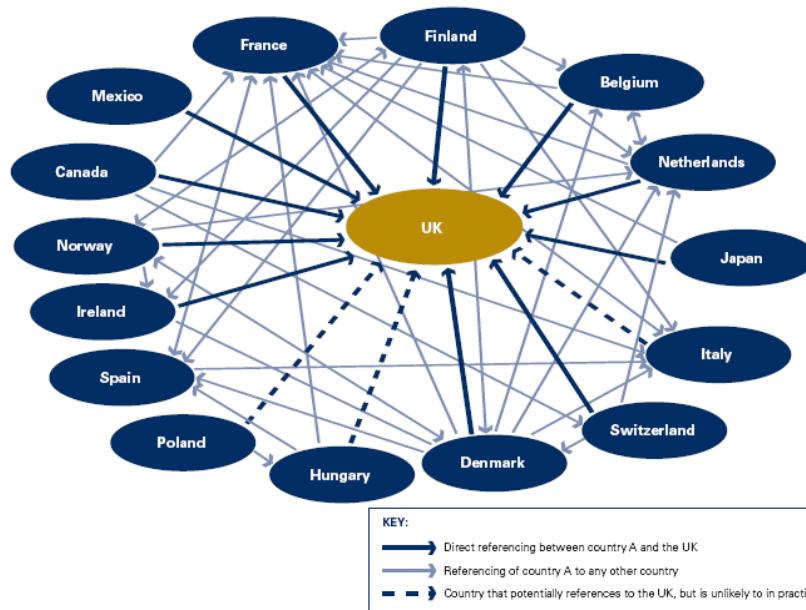 France
Finland
Belgium
Mexico
Netherlands
Canada
UK
Norway
Japan
Ireland
Italy
Spain
Switzerland
Poland
Denmark
Hungary
KEY:
Direct referencing between country A and the UK
Referencing of country A to any other country
Country that potentially references to the UK, but is unlikely to in practi